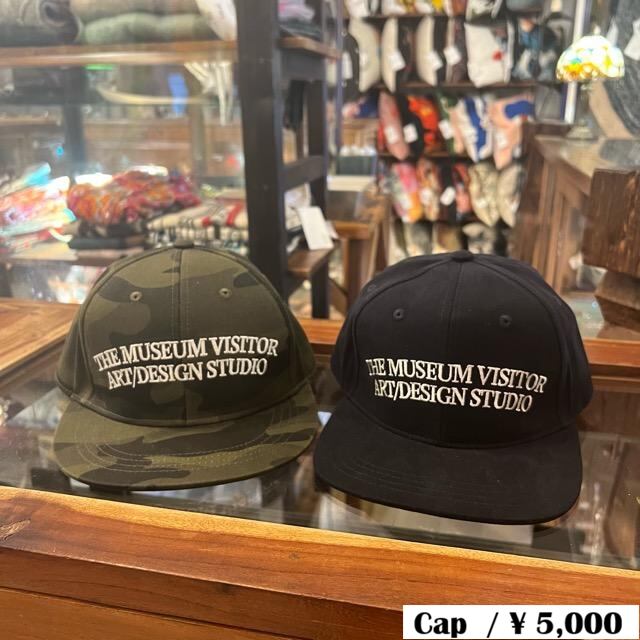 THE MUSEUM VISITOR
ART/DESIGN STUDIO
THE MUSEUM VISITOR
ART/DESIGN STUDIO
Cap / ¥ 5,000